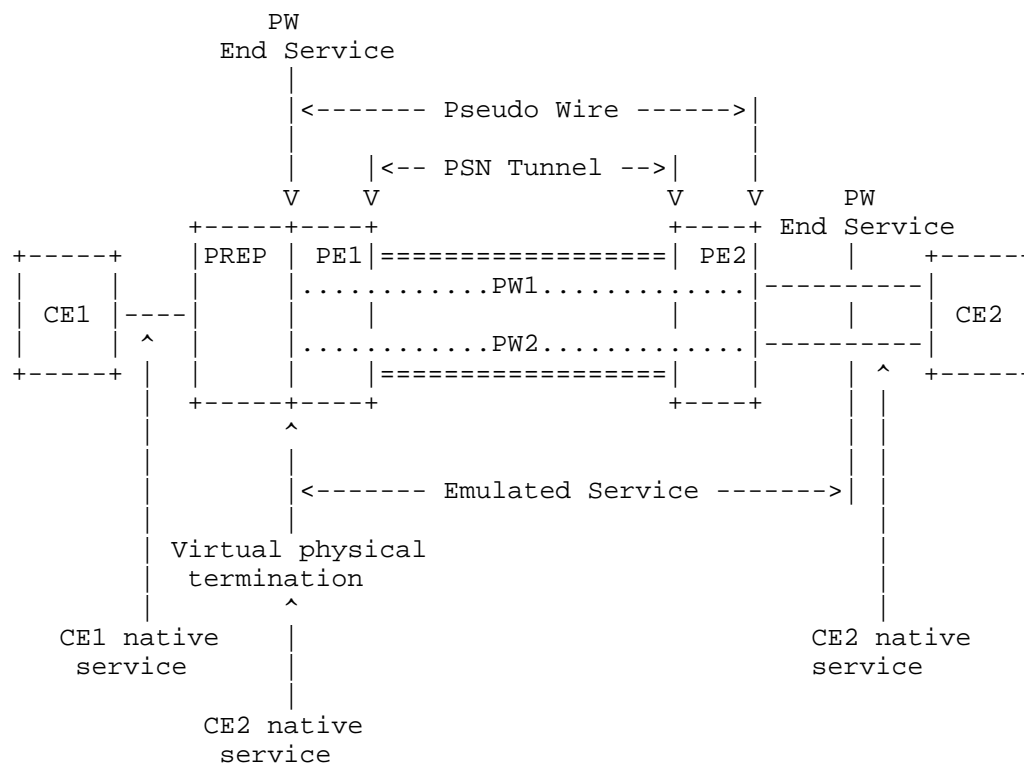 PW
End Service
|<------- Pseudo Wire ------>|
|<-- PSN Tunnel -->|
V V V V PW
+-----+----+ +----+ End Service
+-----+ |PREP | PE1|==================| PE2| | +-----
| | | |............PW1.............|----------|
| CE1 |----| | | | | | | CE2
| | ^ | |............PW2.............|----------|
+-----+ | | | |==================| | | ^ +-----
+-----+----+ +----+ | |
^
|<------- Emulated Service ------->|
Virtual physical
termination
^
CE1 native CE2 native
service service
CE2 native
service